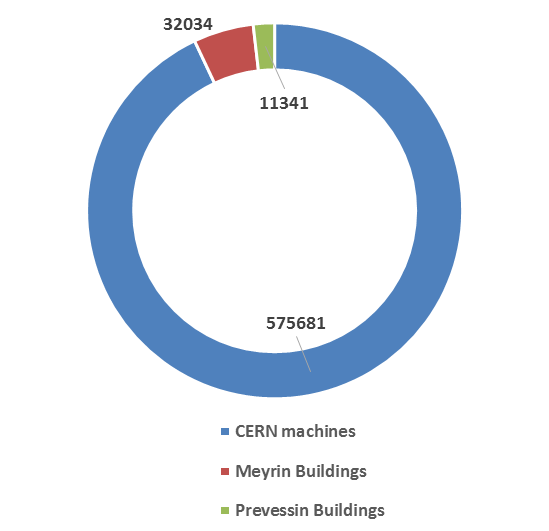 32034
11341
575681
CERN machines
Meyrin Buildings
Prevessin Buildings